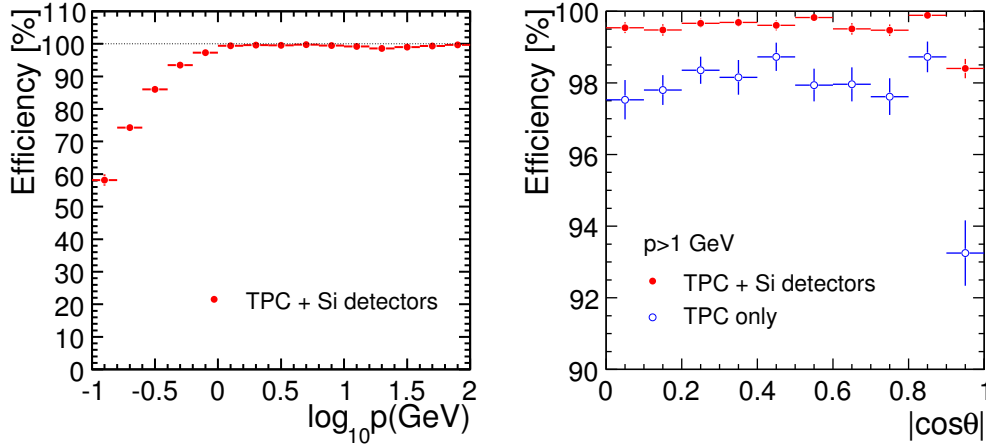 Efficiency [%]
100
90
80
70
60
50
40
30
20
10
0
TPC + Si detectors
-1 -0.5 0 0.5 1 1.5 2
log10p(GeV)
Efficiency [%]
100
98
96
94
92
90
p>1 GeV
TPC + Si detectors
TPC only
0 0.2 0.4 0.6 0.8 1
|cosθ|